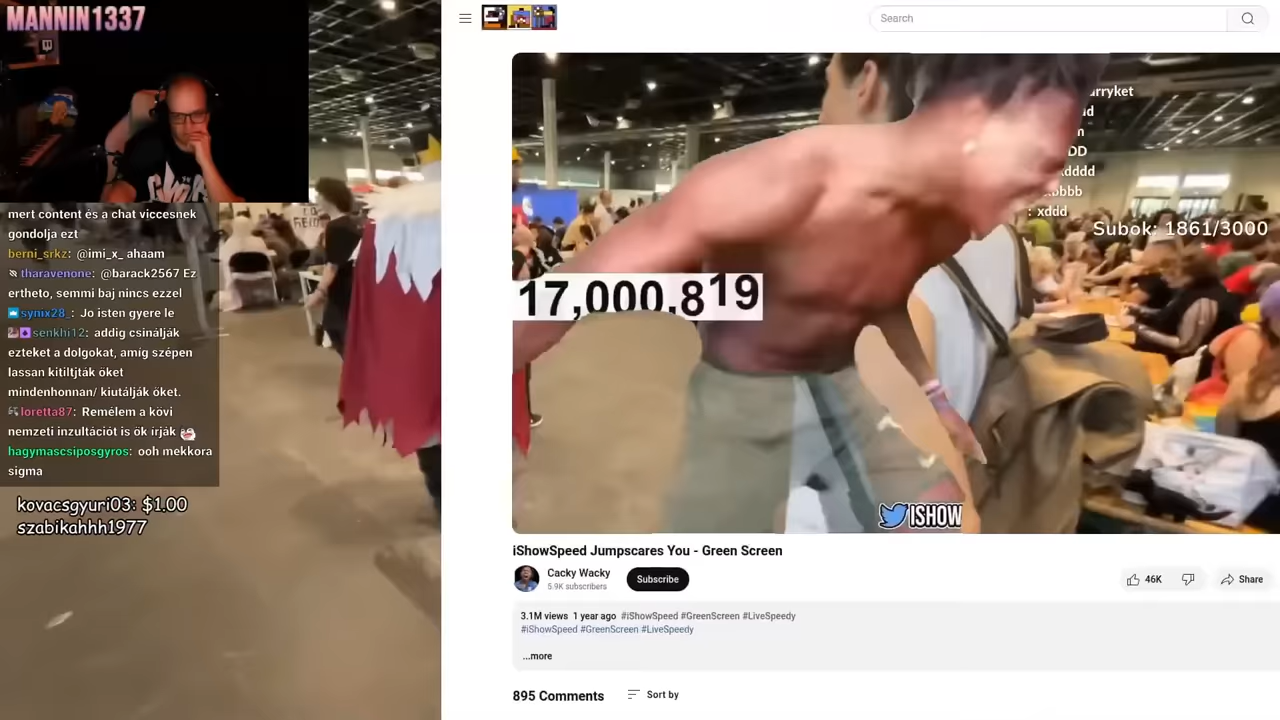 MANNIN1337
mert content és a chat viccesnek
gondolja ezt
berni_srkz: @imi_x_ ahaam
tharavenone: @barack2567 Ez
ertheto, semmi baj nincs ezzel
synix28_: Jo isten gyere le
senkhi12: addig csinálják
ezteket a dolgokat, amíg szépen
lassan kitiltják őket
mindenhonnan/ kiutálják őket.
loretta87: Remélem a kövi
nemzeti inzultációt is ők írják
hagymascsiposgyros: ooh mekkora
sigma
kovacsgyuri03: $1.00
szabikahhh1977
Search
: xddd
Subok: 1861/3000
17,000,819
ISHOW
iShowSpeed Jumpscares You - Green Screen
Cacky Wacky
5.9K subscribers
Subscribe
46K
Share
3.1M views 1 year ago #iShowSpeed #GreenScreen #LiveSpeedy
#iShowSpeed #GreenScreen #LiveSpeedy
...more
895 Comments
Sort by